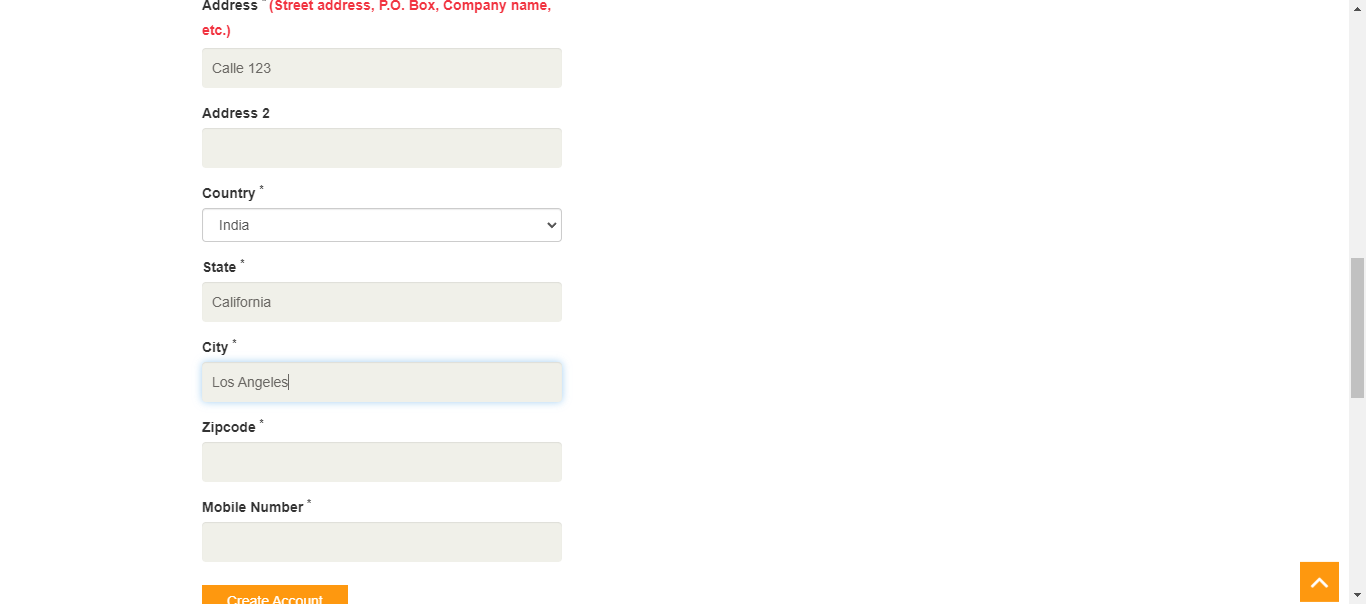 Address * (Street address, P.O. Box, Company name,
etc.)
Calle 123
Address 2
Country *
India
State *
California
City *
Los Angeles
Zipcode *
Mobile Number *
Create Account